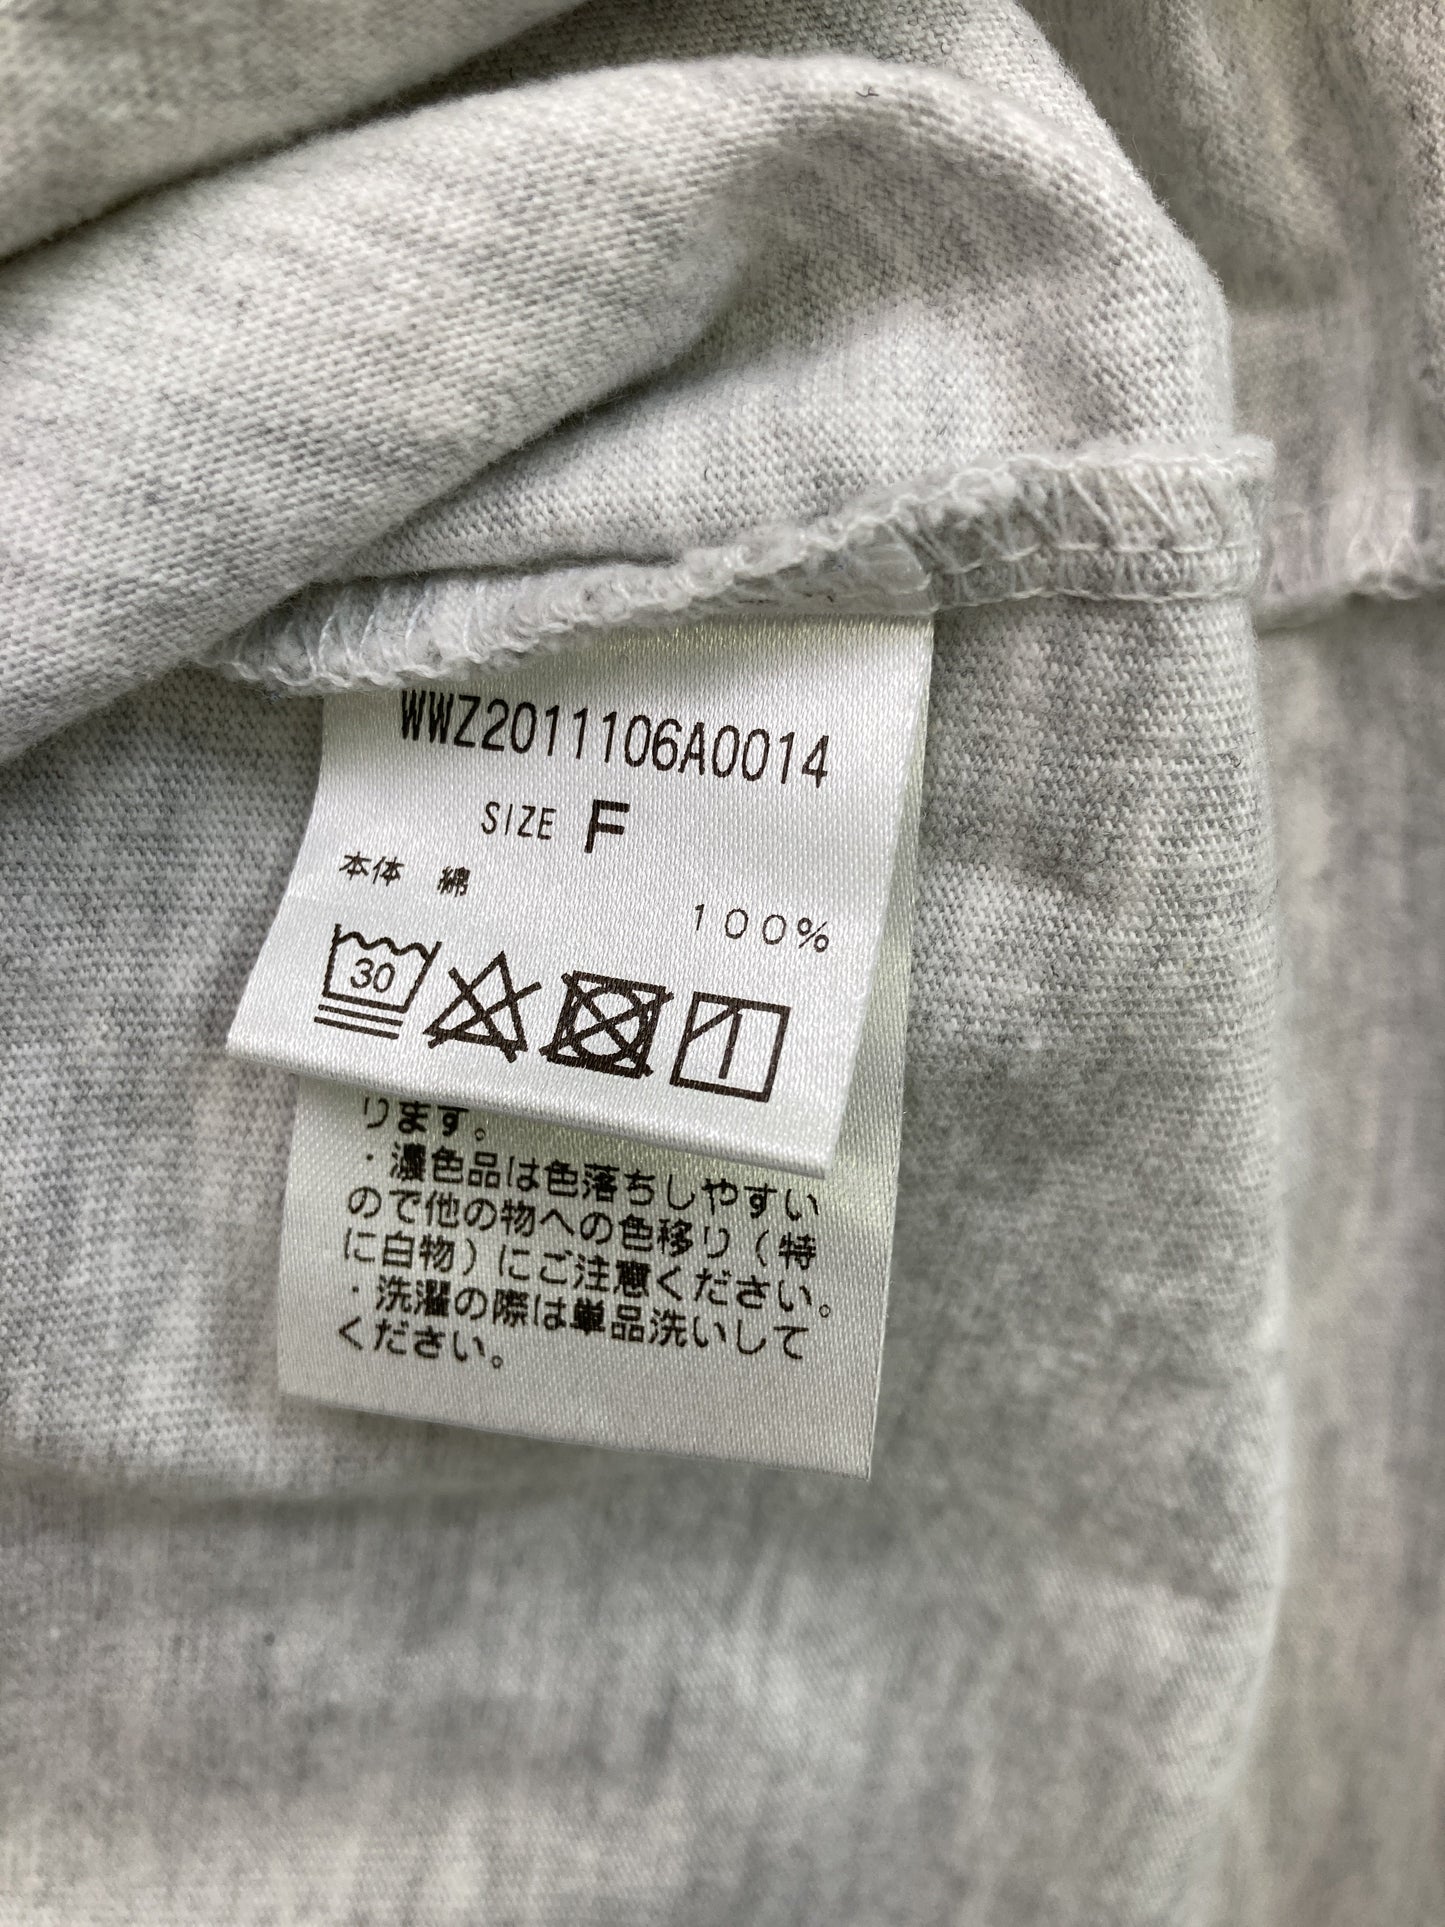 WWZ2011106A0014
SIZE F
本体 綿
100%
30
ります。
・濃色品は色落ちしやすい
ので他の物への色移り(特
に白物)にご注意ください。
・洗濯の際は単品洗いして
ください。